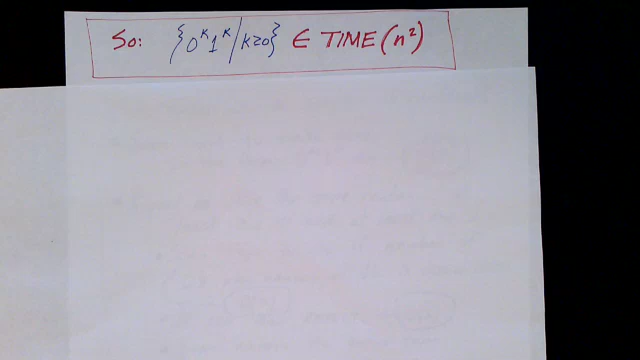 So: {0^k 1^k | k≥0} ∈ TIME(n²)